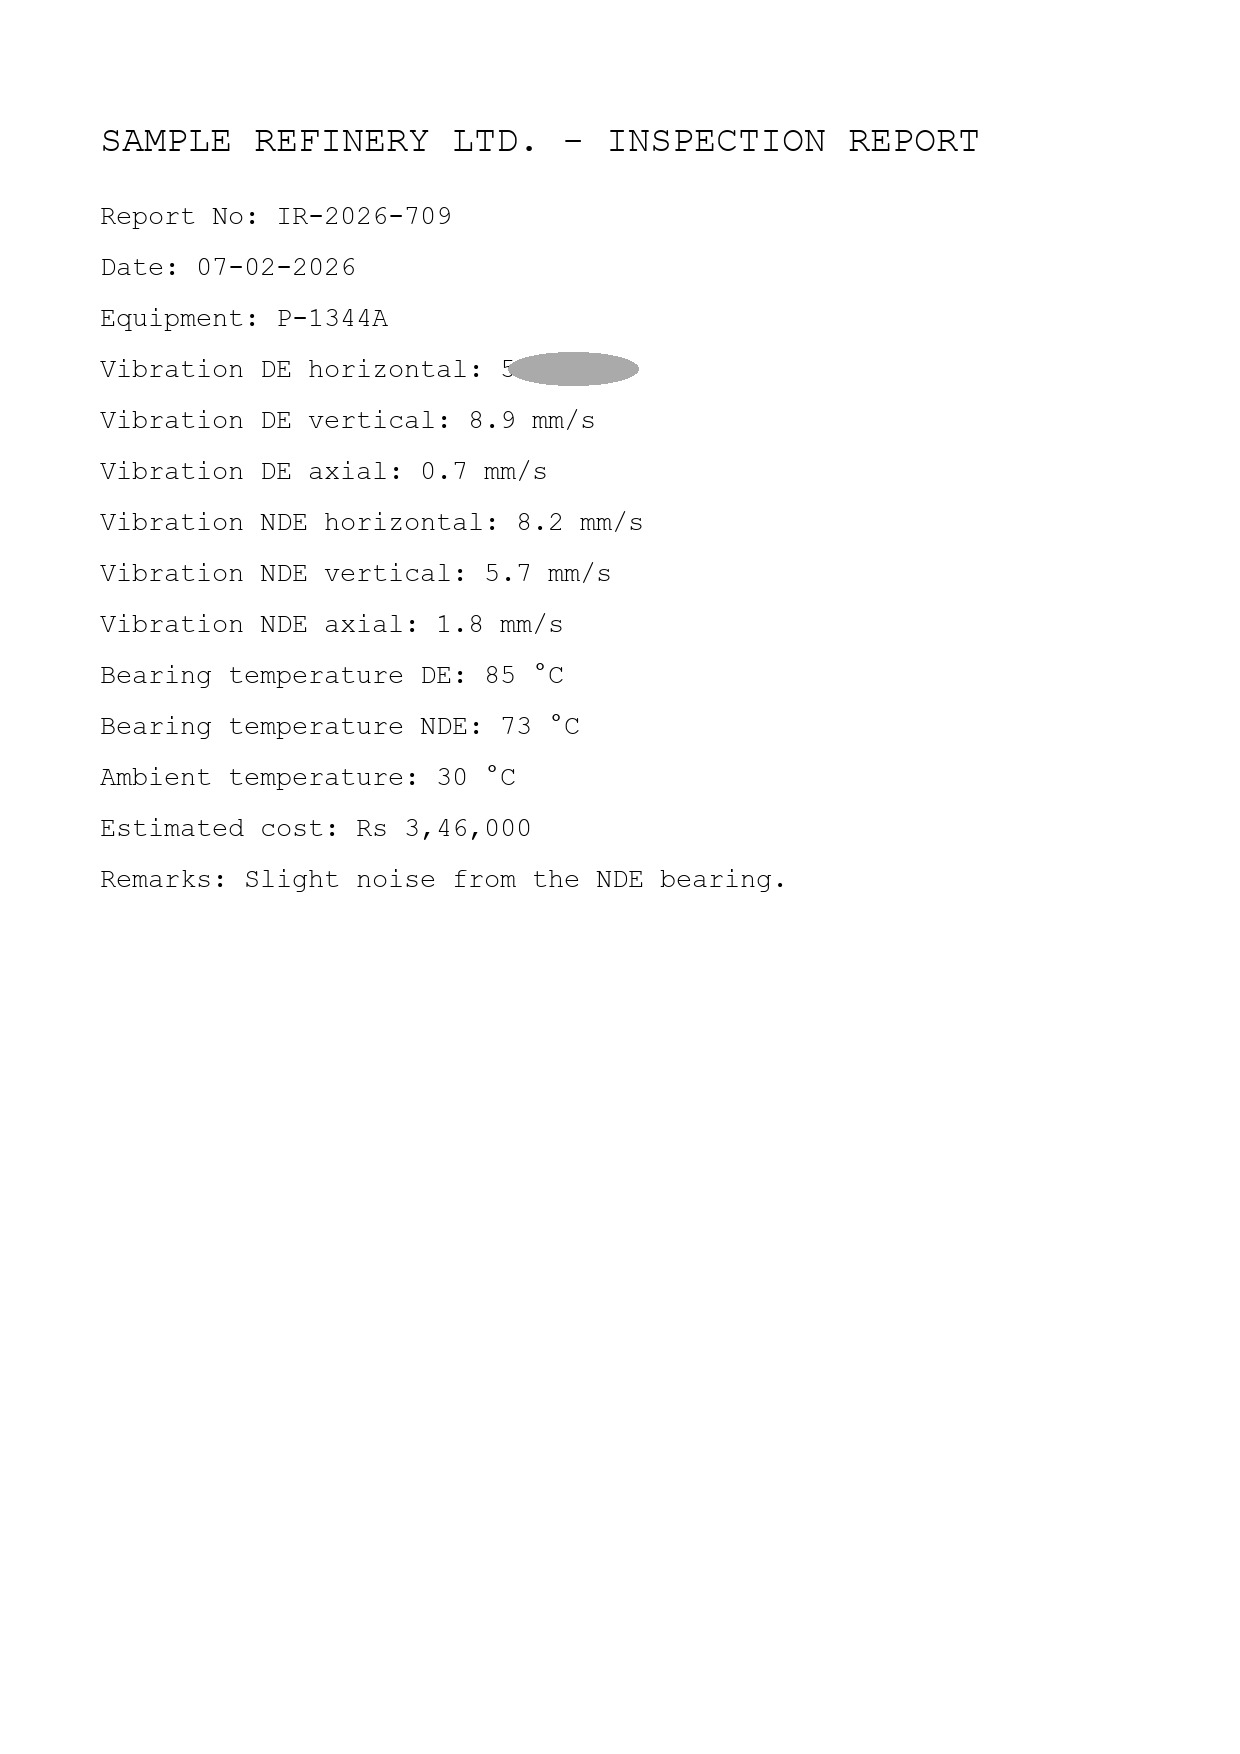 SAMPLE REFINERY LTD. - INSPECTION REPORT
Report No: IR-2026-709
Date: 07-02-2026
Equipment: P-1344A
Vibration DE horizontal:
Vibration DE vertical: 8.9 mm/s
Vibration DE axial: 0.7 mm/s
Vibration NDE horizontal: 8.2 mm/s
Vibration NDE vertical: 5.7 mm/s
Vibration NDE axial: 1.8 mm/s
Bearing temperature DE: 85 °C
Bearing temperature NDE: 73 °C
Ambient temperature: 30 °C
Estimated cost: Rs 3,46,000
Remarks: Slight noise from the NDE bearing.